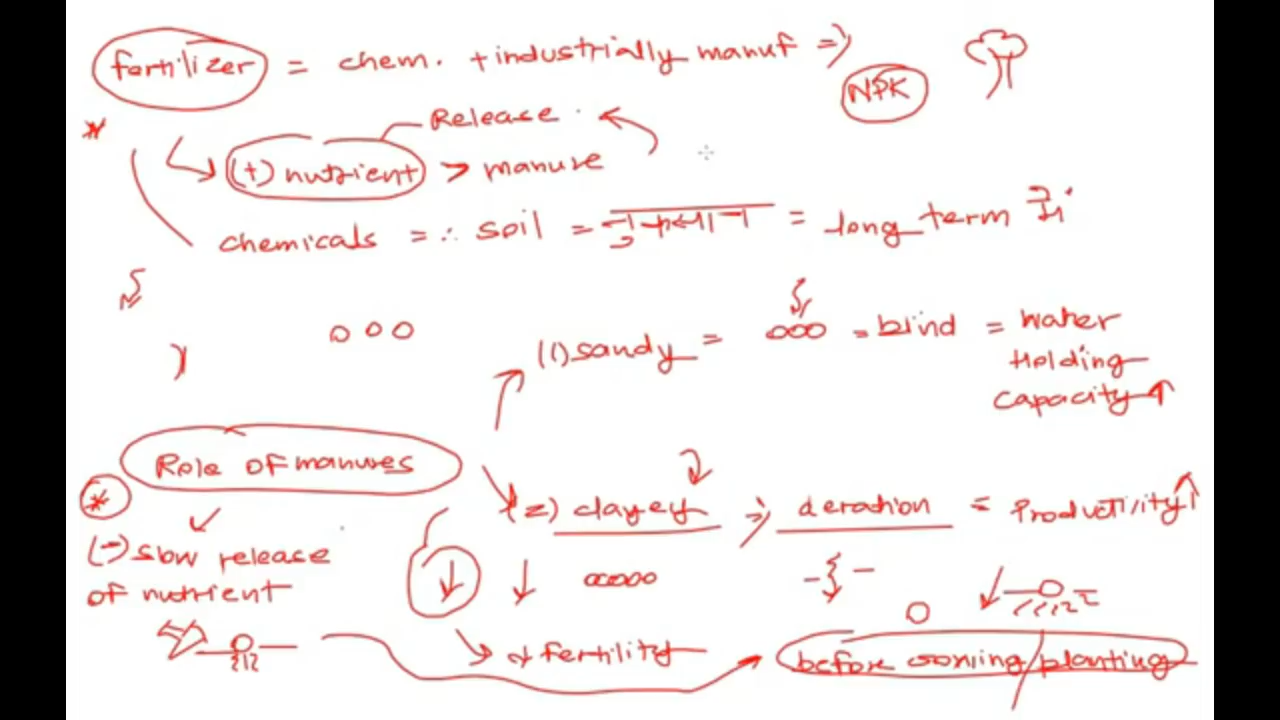 fertilizer = chem. + industrially manuf ⇒
NPK
Release
(+) nutrient > manure
chemicals = ∴ soil = = long term
(1) sandy = = bind = water
Holding
capacity ↑
Role of manures
(2) clayey ⇒ deration = Productivity ↑
(-) slow release
of nutrient
fertility
before sowing/planting